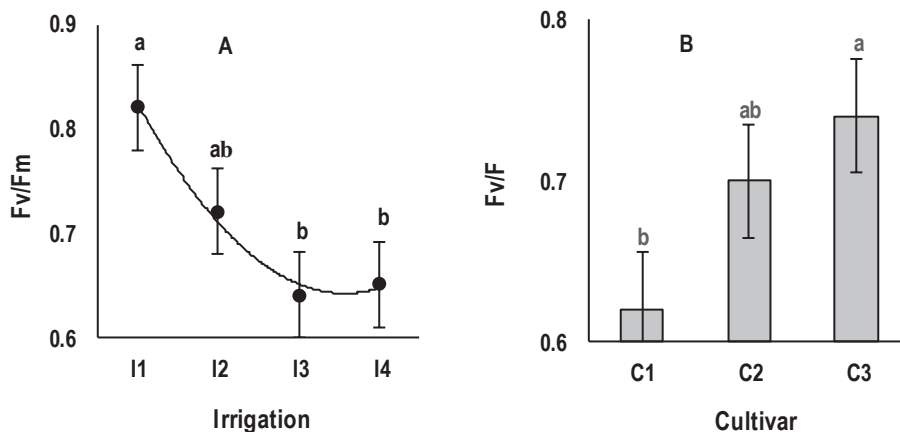 A
Fv/Fm
0.9
0.8
0.7
0.6
a
ab
b
b
I1 I2 I3 I4
Irrigation
B
Fv/F
0.8
0.7
0.6
b
ab
a
C1 C2 C3
Cultivar